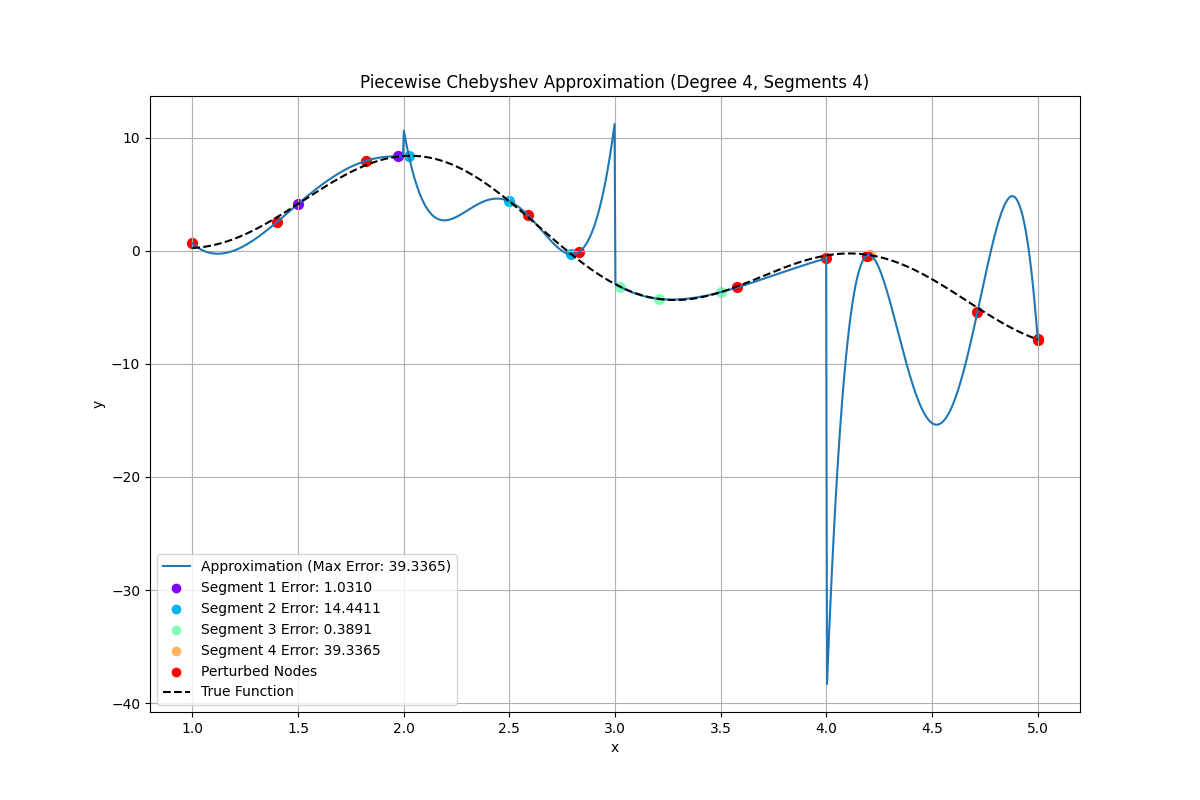 Piecewise Chebyshev Approximation (Degree 4, Segments 4)
10
0
−10
−20
−30
−40
y
Approximation (Max Error: 39.3365)
Segment 1 Error: 1.0310
Segment 2 Error: 14.4411
Segment 3 Error: 0.3891
Segment 4 Error: 39.3365
Perturbed Nodes
True Function
1.0 1.5 2.0 2.5 3.0 3.5 4.0 4.5 5.0
x